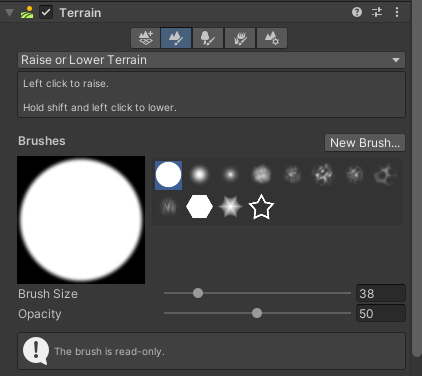 Terrain
Raise or Lower Terrain
Left click to raise.
Hold shift and left click to lower.
Brushes
New Brush...
Brush Size 38
Opacity 50
The brush is read-only.